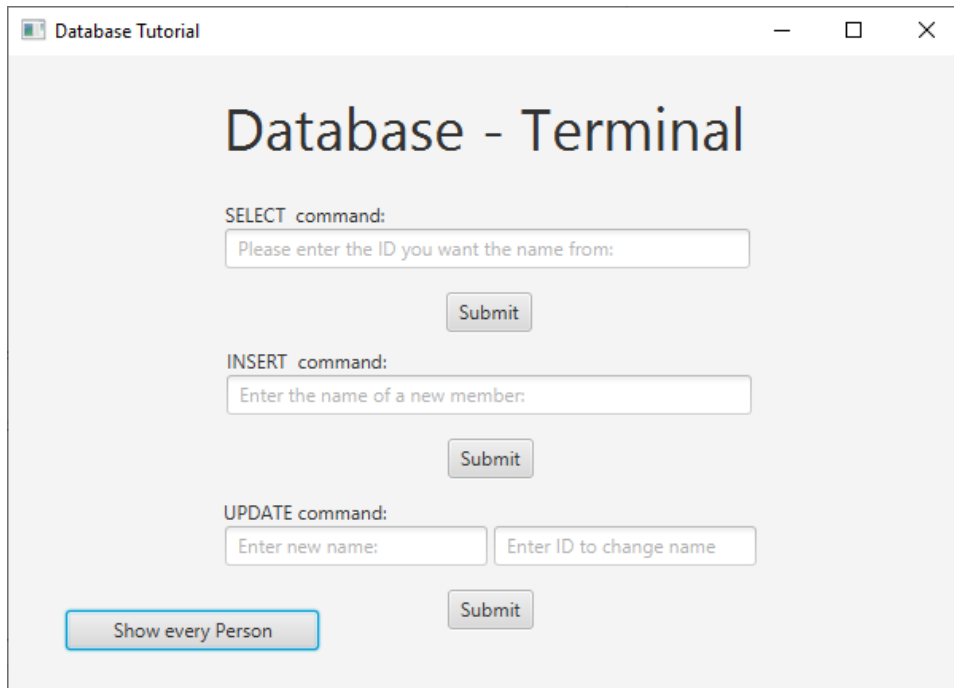 Database Tutorial
Database - Terminal
SELECT  command:
Please enter the ID you want the name from:
Submit
INSERT  command:
Enter the name of a new member:
Submit
UPDATE command:
Enter new name: Enter ID to change name
Submit
Show every Person